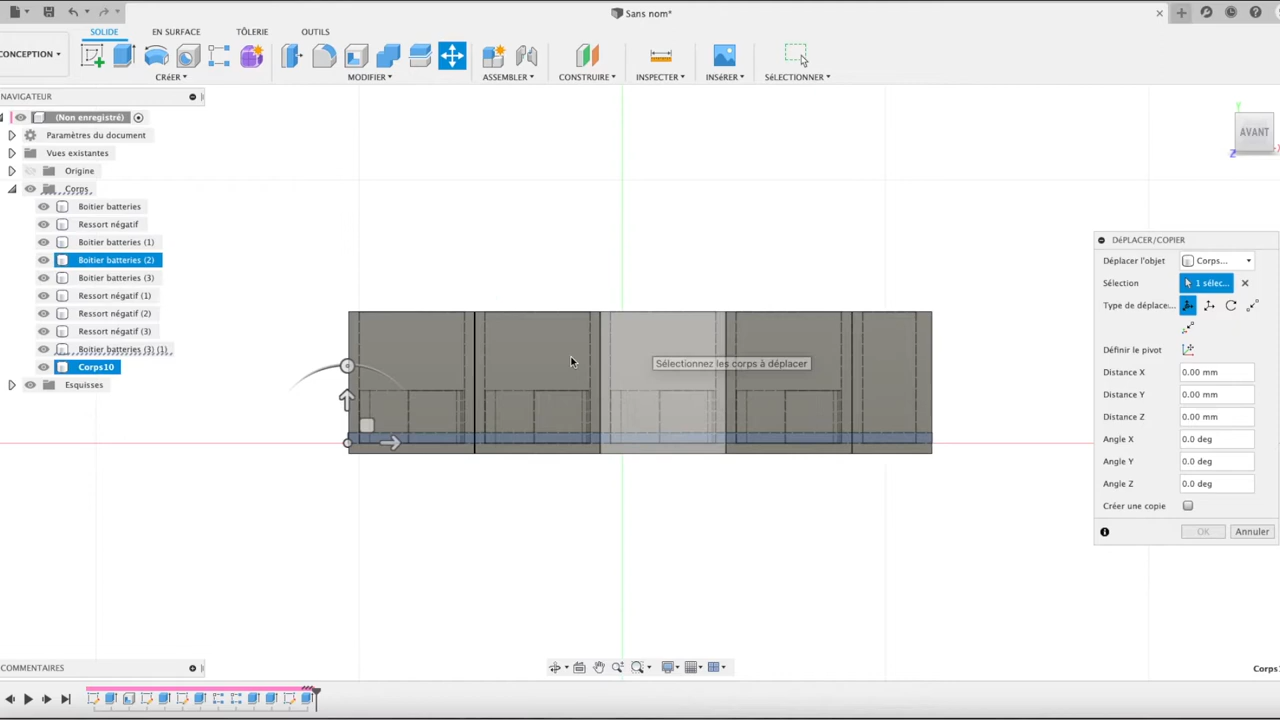 Sans nom*
SOLIDE
EN SURFACE
TÔLERIE
OUTILS
CONCEPTION
CRÉER
MODIFIER
ASSEMBLER
CONSTRUIRE
INSPECTER
INSÉRER
SÉLECTIONNER
NAVIGATEUR
(Non enregistré)
Paramètres du document
Vues existantes
Origine
Corps
Boitier batteries
Ressort négatif
Boitier batteries (1)
Boitier batteries (2)
Boitier batteries (3)
Ressort négatif (1)
Ressort négatif (2)
Ressort négatif (3)
Boitier batteries (3) (1)
Corps10
Esquisses
AVANT
Y
Z
Sélectionnez les corps à déplacer
DÉPLACER/COPIER
Déplacer l'objet
Corps...
Sélection
1 sélec...
Type de déplace...
Définir le pivot
Distance X
0.00 mm
Distance Y
0.00 mm
Distance Z
0.00 mm
Angle X
0.0 deg
Angle Y
0.0 deg
Angle Z
0.0 deg
Créer une copie
OK
Annuler
COMMENTAIRES
Corps1